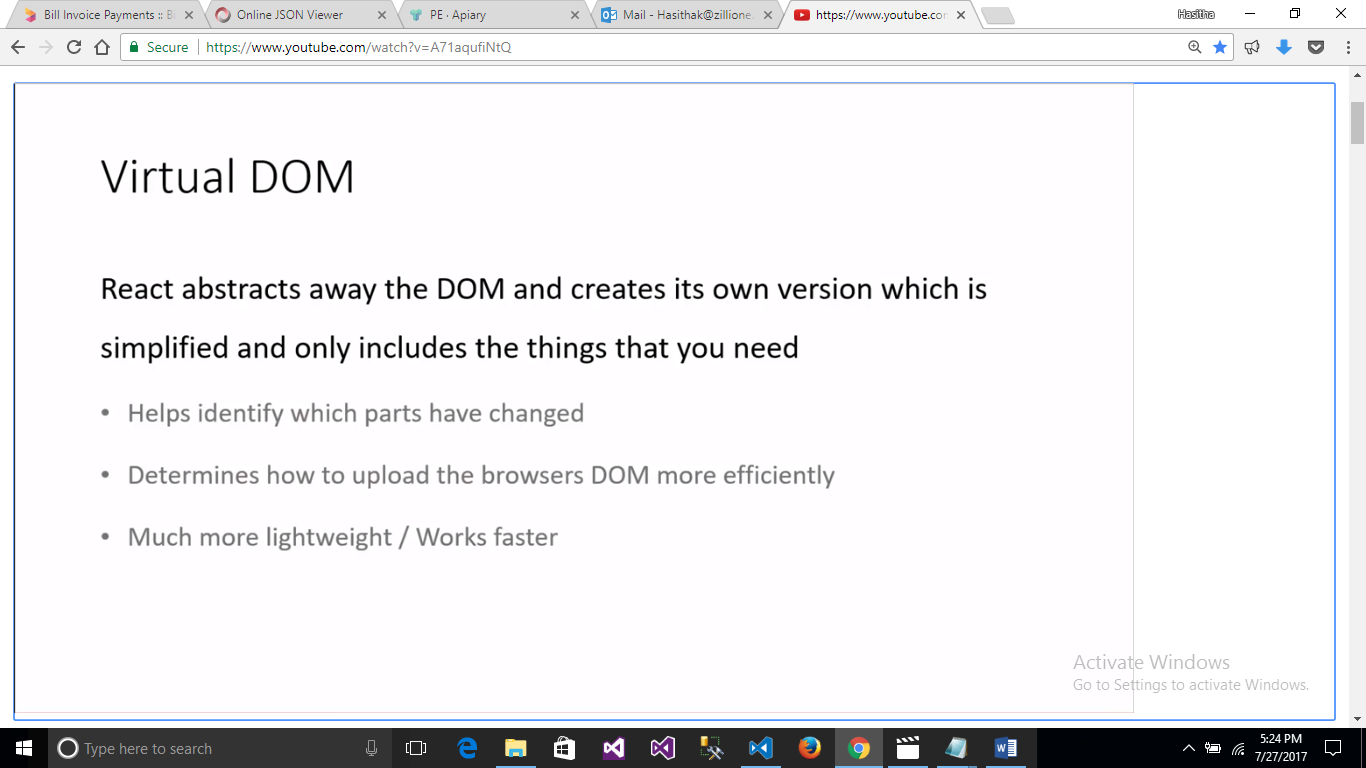 Bill Invoice Payments :: Bi
Online JSON Viewer
PE · Apiary
Mail - Hasithak@zillione.
https://www.youtube.con
Hasitha
Secure
https://www.youtube.com/watch?v=A71aqufiNtQ
Virtual DOM
React abstracts away the DOM and creates its own version which is
simplified and only includes the things that you need
• Helps identify which parts have changed
• Determines how to upload the browsers DOM more efficiently
• Much more lightweight / Works faster
Activate Windows
Go to Settings to activate Windows.
Type here to search
5:24 PM
7/27/2017